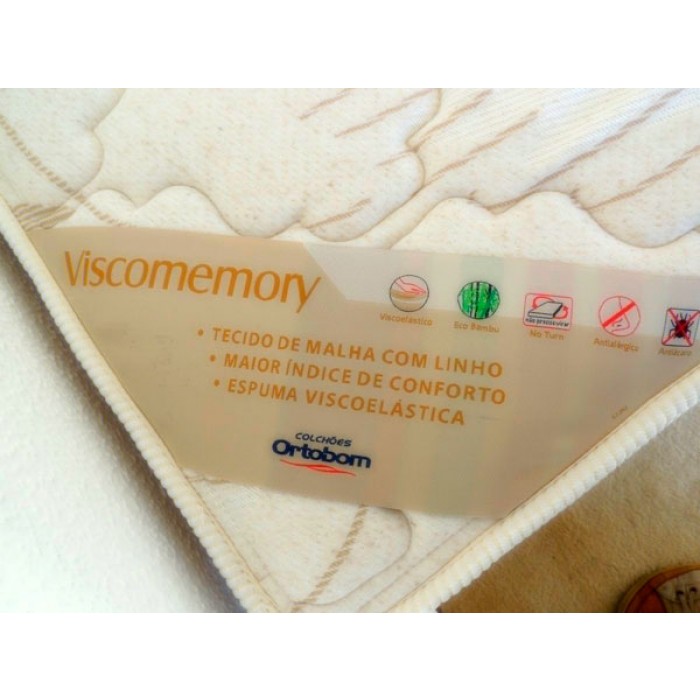 Viscomemory
Viscoelástico
Eco Bambu
No Turn
Antialérgico
Antiácaro
• TECIDO DE MALHA COM LINHO
• MAIOR ÍNDICE DE CONFORTO
• ESPUMA VISCOELÁSTICA
COLCHÕES
Ortobom